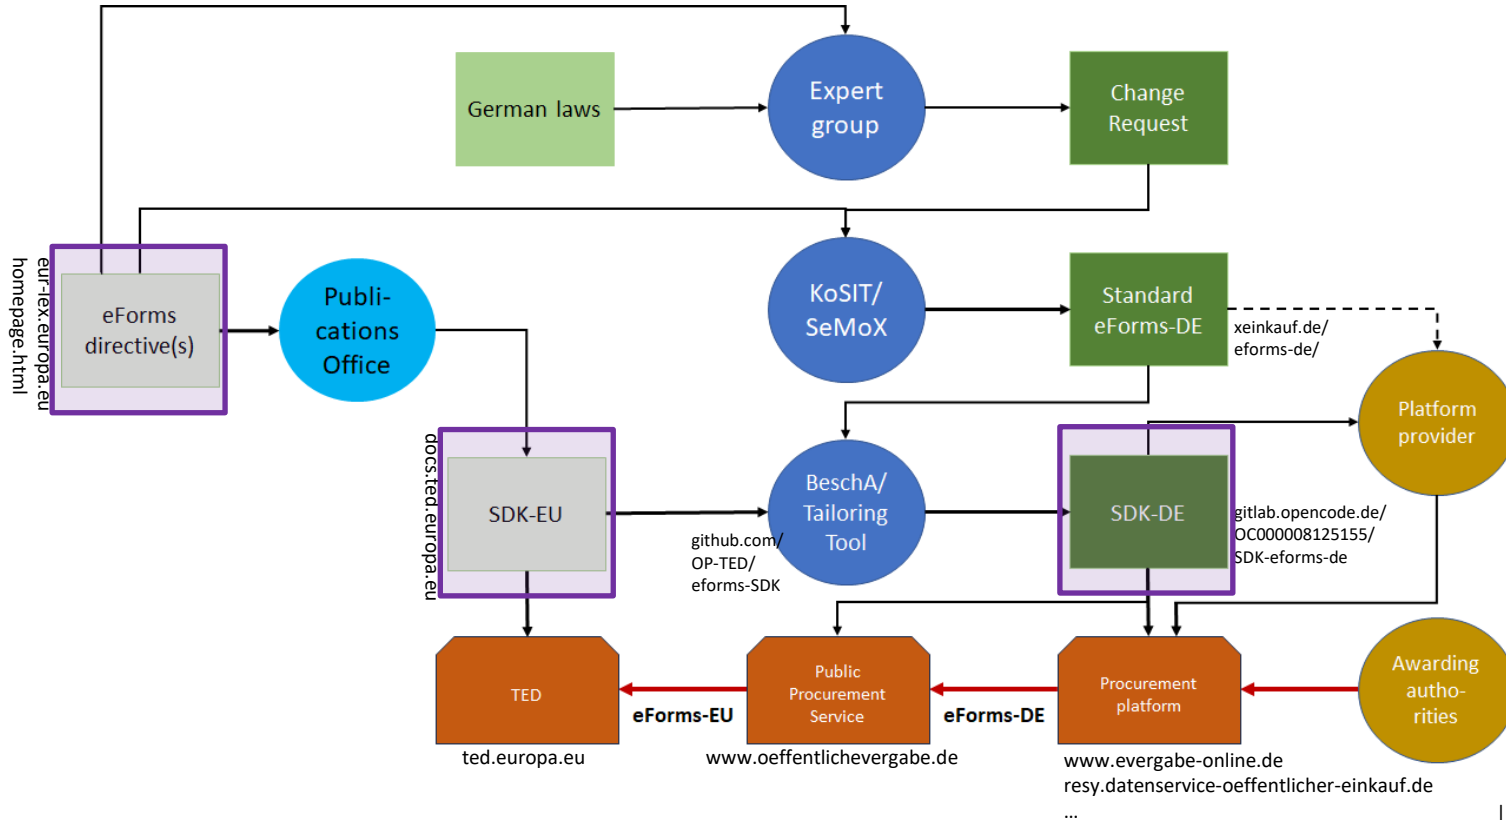 German laws
Expert
group
Change
Request
eur-lex.europa.eu
homepage.html
eForms
directive(s)
Publi-
cations
Office
KoSIT/
SeMoX
Standard
eForms-DE
xeinkauf.de/
eforms-de/
Platform
provider
docs.ted.europa.eu
SDK-EU
github.com/
OP-TED/
eforms-SDK
BeschA/
Tailoring
Tool
SDK-DE
gitlab.opencode.de/
OC000008125155/
SDK-eforms-de
TED
eForms-EU
Public
Procurement
Service
eForms-DE
Procurement
platform
Awarding
autho-
rities
ted.europa.eu
www.oeffentlichevergabe.de
www.evergabe-online.de
resy.datenservice-oeffentlicher-einkauf.de
...